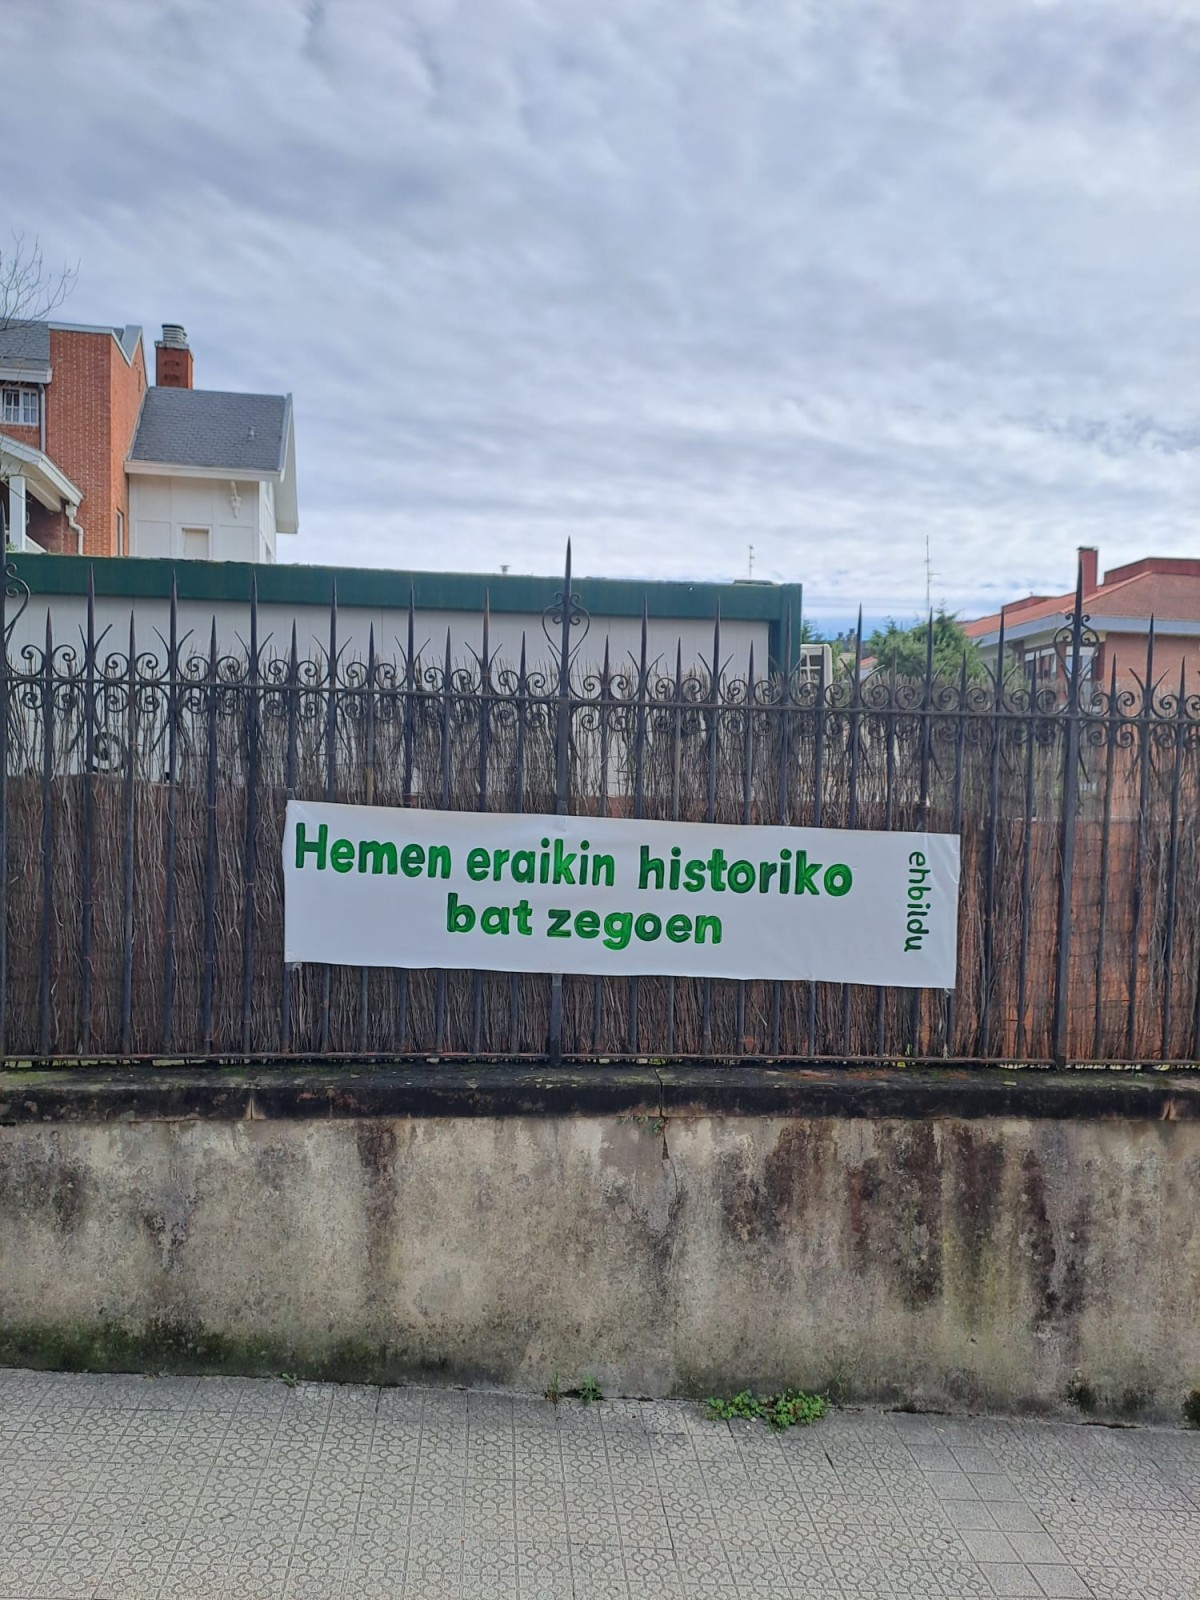 Hemen eraikin historiko
bat zegoen
ehbildu